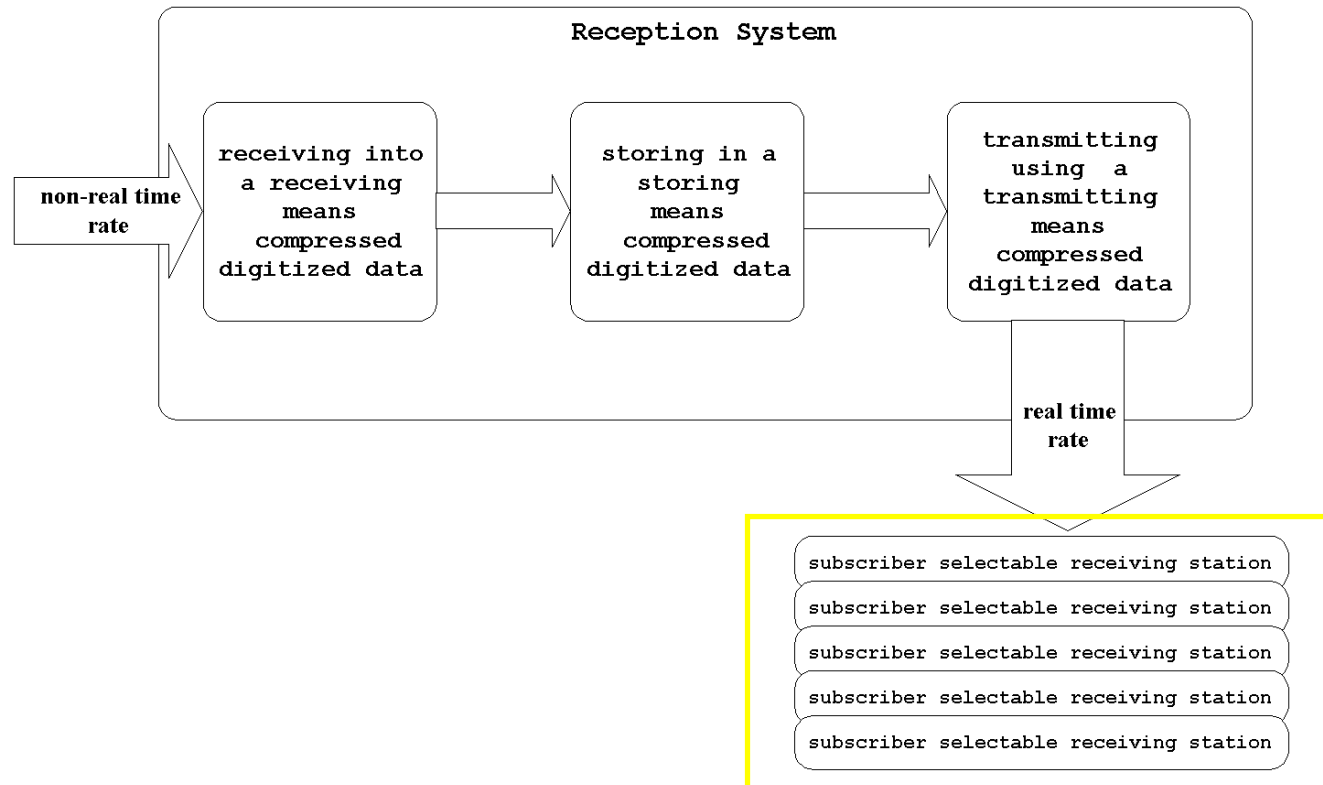 Reception System
non-real time
rate
receiving into
a receiving
means
compressed
digitized data
storing in a
storing
means
compressed
digitized data
transmitting
using a
transmitting
means
compressed
digitized data
real time
rate
subscriber selectable receiving station
subscriber selectable receiving station
subscriber selectable receiving station
subscriber selectable receiving station
subscriber selectable receiving station